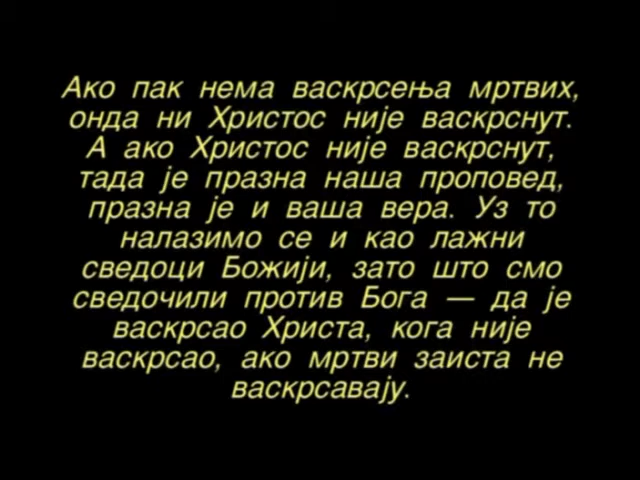 Ако пак нема васкрсења мртвих,
онда ни Христос није васкрснут.
А ако Христос није васкрснут,
тада је празна наша проповед,
празна је и ваша вера. Уз то
налазимо се и као лажни
сведоци Божији, зато што смо
сведочили против Бога — да је
васкрсао Христа, кога није
васкрсао, ако мртви заиста не
васкрсавају.